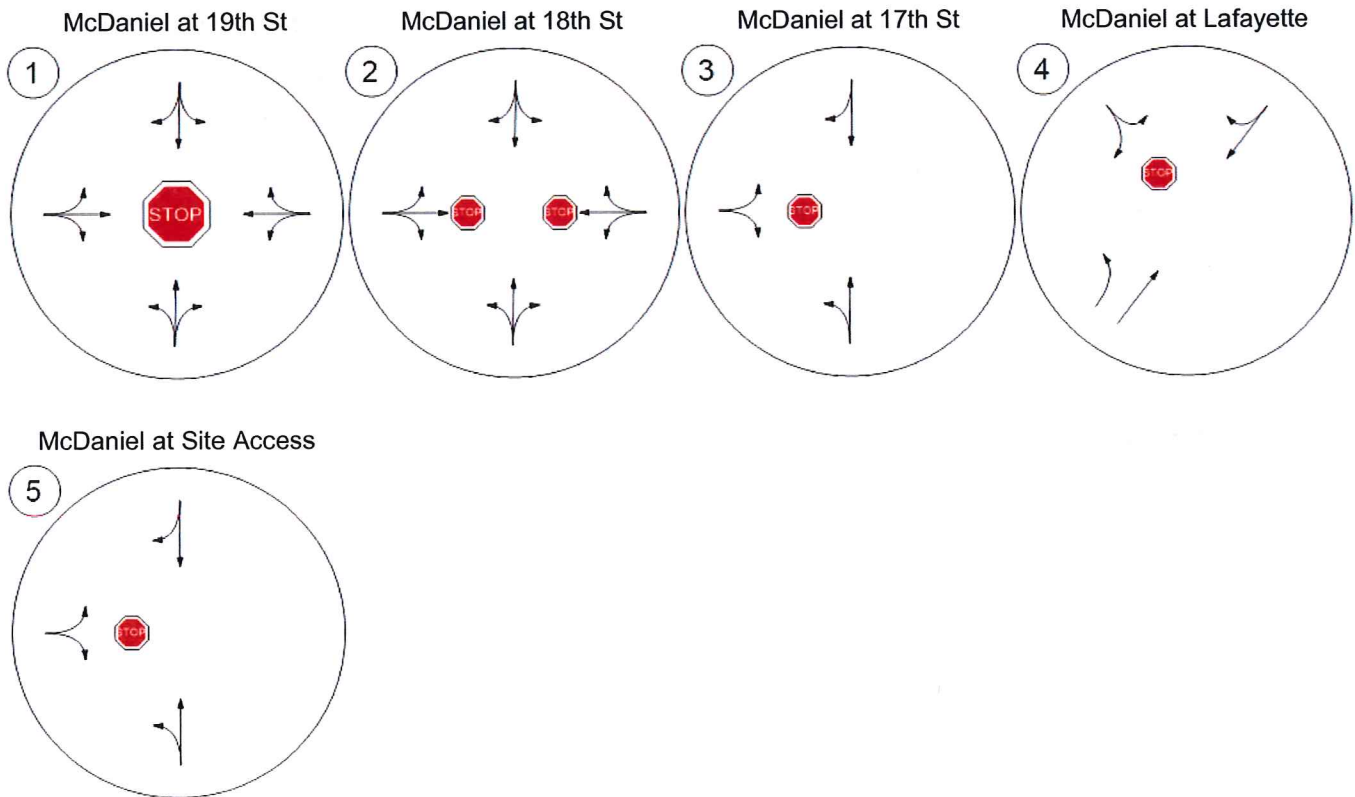 McDaniel at 19th St
1
STOP
McDaniel at 18th St
2
STOP STOP
McDaniel at 17th St
3
STOP
McDaniel at Lafayette
4
STOP
McDaniel at Site Access
5
STOP